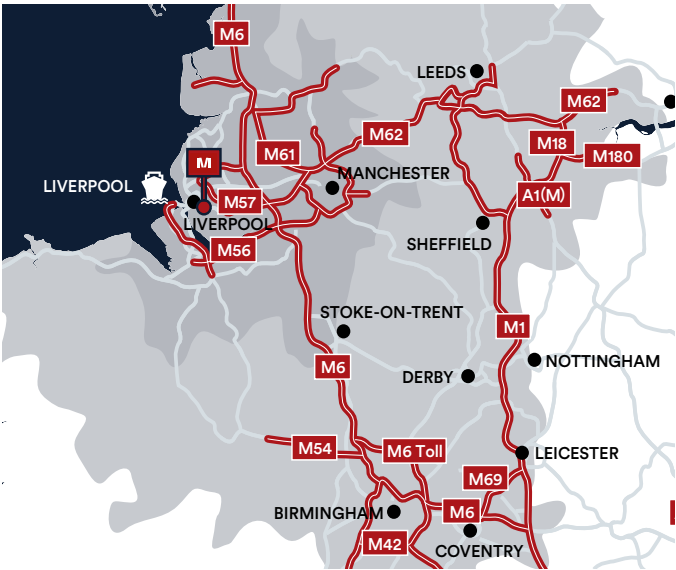 M6
LEEDS
M62
M62
M61
M18
M180
M
MANCHESTER
LIVERPOOL
A1(M)
M57
LIVERPOOL
SHEFFIELD
M56
STOKE-ON-TRENT
M1
NOTTINGHAM
M6
DERBY
M54
M6 Toll
LEICESTER
M69
BIRMINGHAM
M6
M42
COVENTRY